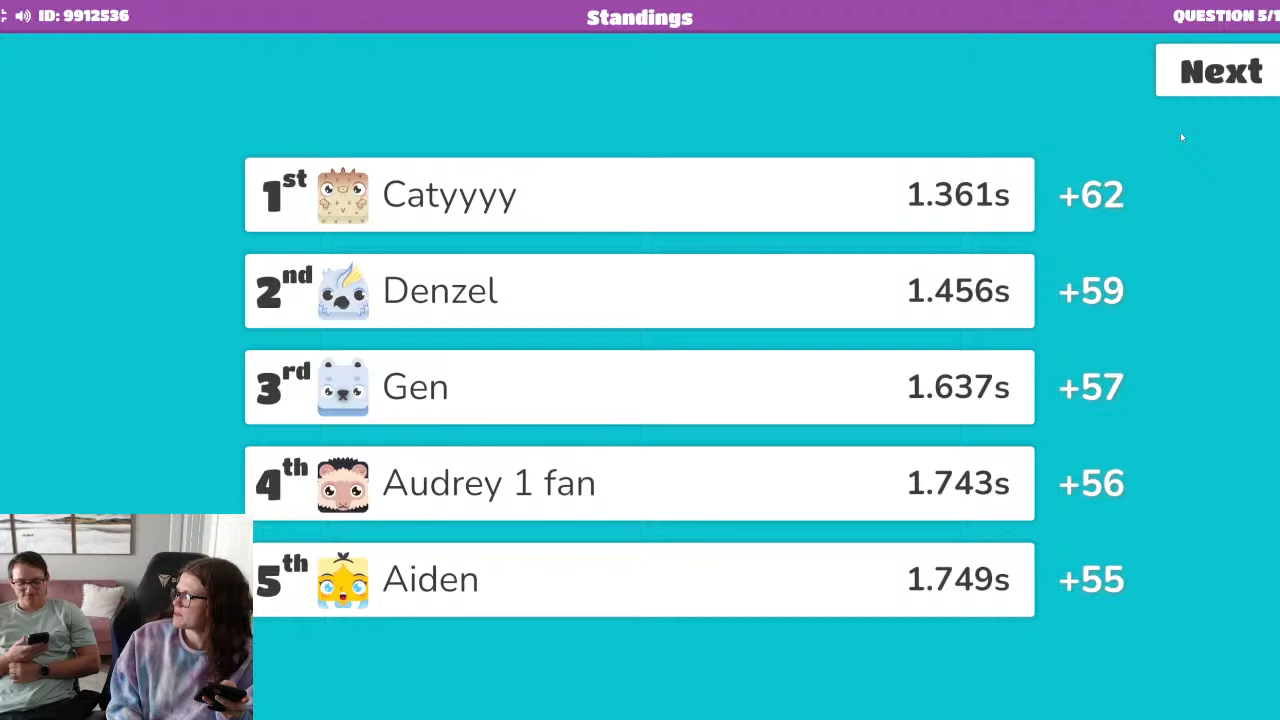 ID: 9912536
Standings
QUESTION 5/1
Next
1st Catyyyy 1.361s +62
2nd Denzel 1.456s +59
3rd Gen 1.637s +57
4th Audrey 1 fan 1.743s +56
5th Aiden 1.749s +55